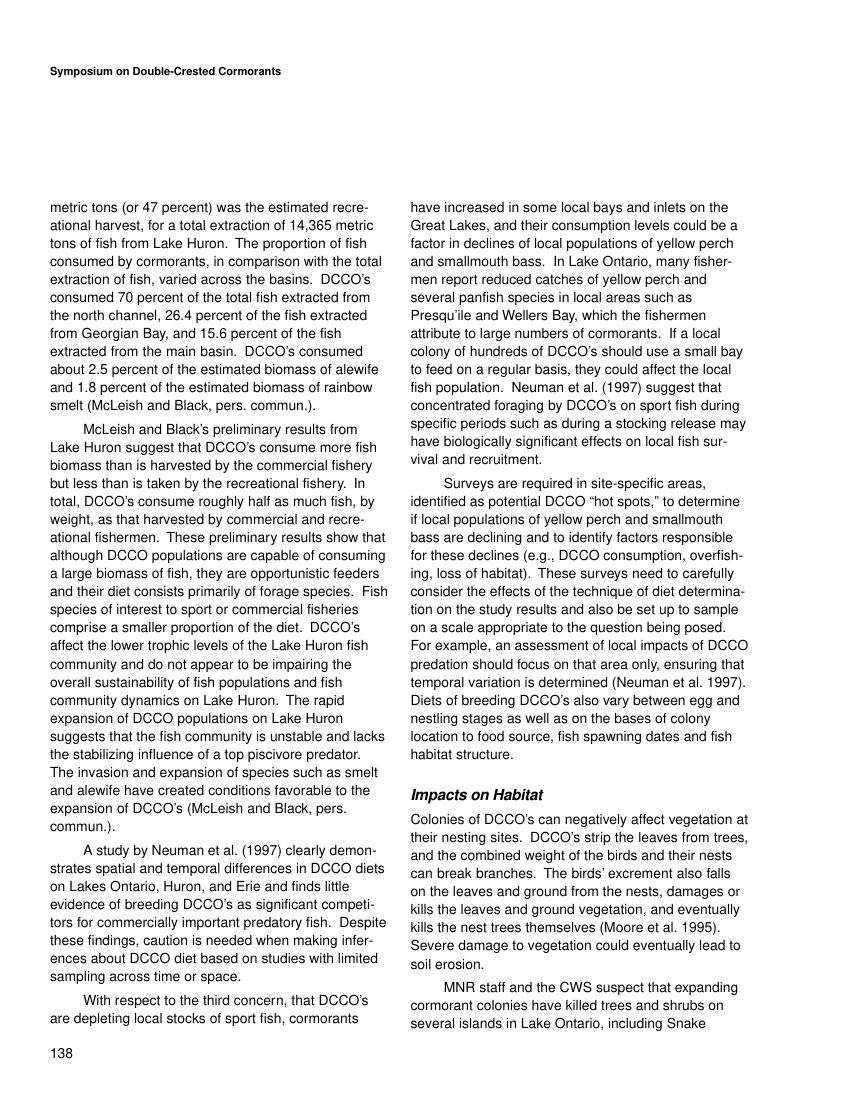 Symposium on Double-Crested Cormorants
metric tons (or 47 percent) was the estimated recre-
ational harvest, for a total extraction of 14,365 metric
tons of fish from Lake Huron. The proportion of fish
consumed by cormorants, in comparison with the total
extraction of fish, varied across the basins. DCCO's
consumed 70 percent of the total fish extracted from
the north channel, 26.4 percent of the fish extracted
from Georgian Bay, and 15.6 percent of the fish
extracted from the main basin. DCCO's consumed
about 2.5 percent of the estimated biomass of alewife
and 1.8 percent of the estimated biomass of rainbow
smelt (McLeish and Black, pers. commun.).
McLeish and Black's preliminary results from
Lake Huron suggest that DCCO's consume more fish
biomass than is harvested by the commercial fishery
but less than is taken by the recreational fishery. In
total, DCCO's consume roughly half as much fish, by
weight, as that harvested by commercial and recre-
ational fishermen. These preliminary results show that
although DCCO populations are capable of consuming
a large biomass of fish, they are opportunistic feeders
and their diet consists primarily of forage species. Fish
species of interest to sport or commercial fisheries
comprise a smaller proportion of the diet. DCCO's
affect the lower trophic levels of the Lake Huron fish
community and do not appear to be impairing the
overall sustainability of fish populations and fish
community dynamics on Lake Huron. The rapid
expansion of DCCO populations on Lake Huron
suggests that the fish community is unstable and lacks
the stabilizing influence of a top piscivore predator.
The invasion and expansion of species such as smelt
and alewife have created conditions favorable to the
expansion of DCCO's (McLeish and Black, pers.
commun.).
A study by Neuman et al. (1997) clearly demon-
strates spatial and temporal differences in DCCO diets
on Lakes Ontario, Huron, and Erie and finds little
evidence of breeding DCCO's as significant competi-
tors for commercially important predatory fish. Despite
these findings, caution is needed when making infer-
ences about DCCO diet based on studies with limited
sampling across time or space.
With respect to the third concern, that DCCO's
are depleting local stocks of sport fish, cormorants
have increased in some local bays and inlets on the
Great Lakes, and their consumption levels could be a
factor in declines of local populations of yellow perch
and smallmouth bass. In Lake Ontario, many fisher-
men report reduced catches of yellow perch and
several panfish species in local areas such as
Presqu'ile and Wellers Bay, which the fishermen
attribute to large numbers of cormorants. If a local
colony of hundreds of DCCO's should use a small bay
to feed on a regular basis, they could affect the local
fish population. Neuman et al. (1997) suggest that
concentrated foraging by DCCO's on sport fish during
specific periods such as during a stocking release may
have biologically significant effects on local fish sur-
vival and recruitment.
Surveys are required in site-specific areas,
identified as potential DCCO “hot spots,” to determine
if local populations of yellow perch and smallmouth
bass are declining and to identify factors responsible
for these declines (e.g., DCCO consumption, overfish-
ing, loss of habitat). These surveys need to carefully
consider the effects of the technique of diet determina-
tion on the study results and also be set up to sample
on a scale appropriate to the question being posed.
For example, an assessment of local impacts of DCCO
predation should focus on that area only, ensuring that
temporal variation is determined (Neuman et al. 1997).
Diets of breeding DCCO's also vary between egg and
nestling stages as well as on the bases of colony
location to food source, fish spawning dates and fish
habitat structure.
Impacts on Habitat
Colonies of DCCO's can negatively affect vegetation at
their nesting sites. DCCO's strip the leaves from trees,
and the combined weight of the birds and their nests
can break branches. The birds' excrement also falls
on the leaves and ground from the nests, damages or
kills the leaves and ground vegetation, and eventually
kills the nest trees themselves (Moore et al. 1995).
Severe damage to vegetation could eventually lead to
soil erosion.
MNR staff and the CWS suspect that expanding
cormorant colonies have killed trees and shrubs on
several islands in Lake Ontario, including Snake
138